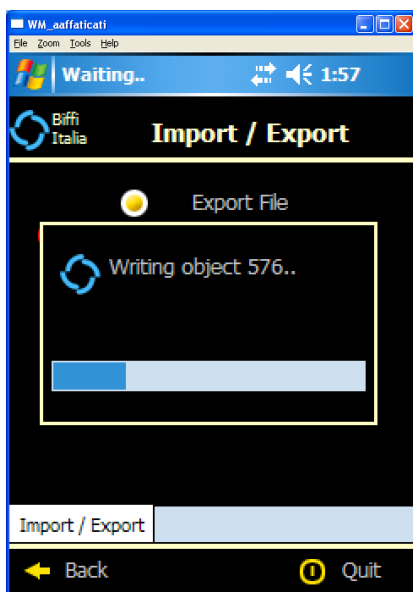 WM_aaffaticati
File Zoom Tools Help
Waiting.. 1:57
Biffi
Italia
Import / Export
Export File
Writing object 576..
Import / Export
Back Quit